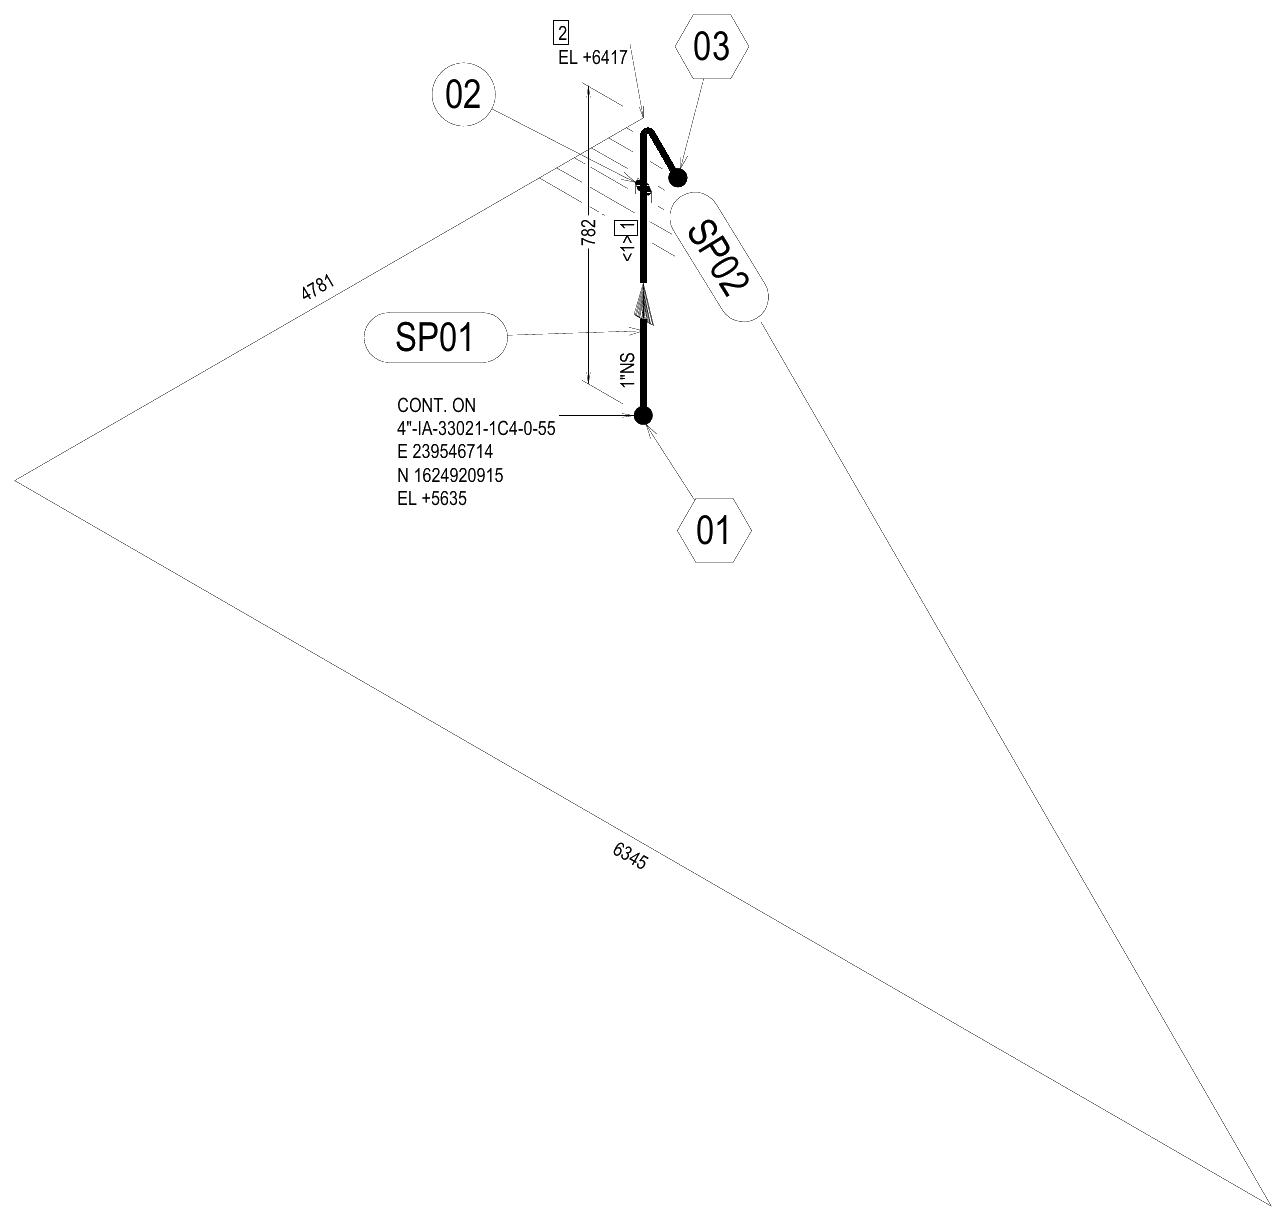 2
EL +6417
03
02
782
<1> 1
SP02
4781
SP01
1"NS
CONT. ON
4"-IA-33021-1C4-0-55
E 239546714
N 1624920915
EL +5635
01
6345